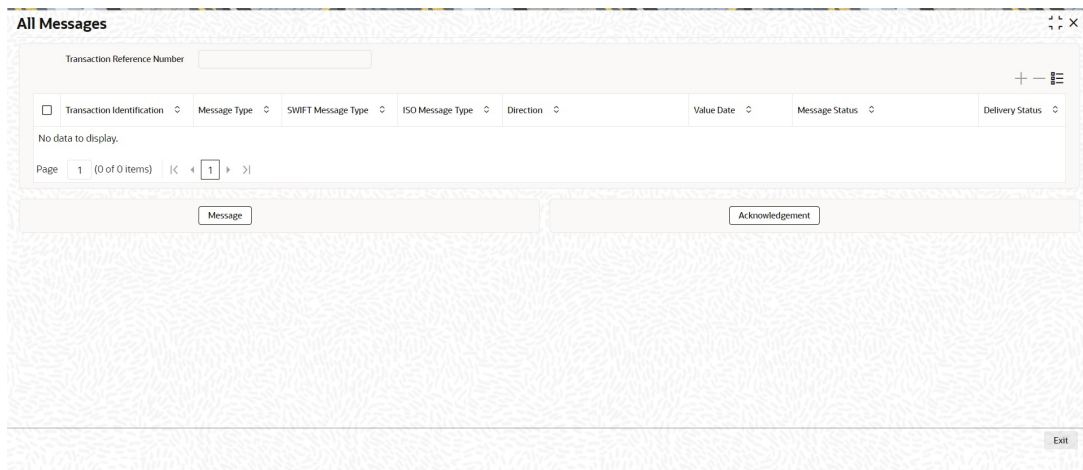 All Messages
Transaction Reference Number
Transaction Identification Message Type SWIFT Message Type ISO Message Type Direction Value Date Message Status Delivery Status
No data to display.
Page 1 (0 of 0 items) 1
Message Acknowledgement
Exit